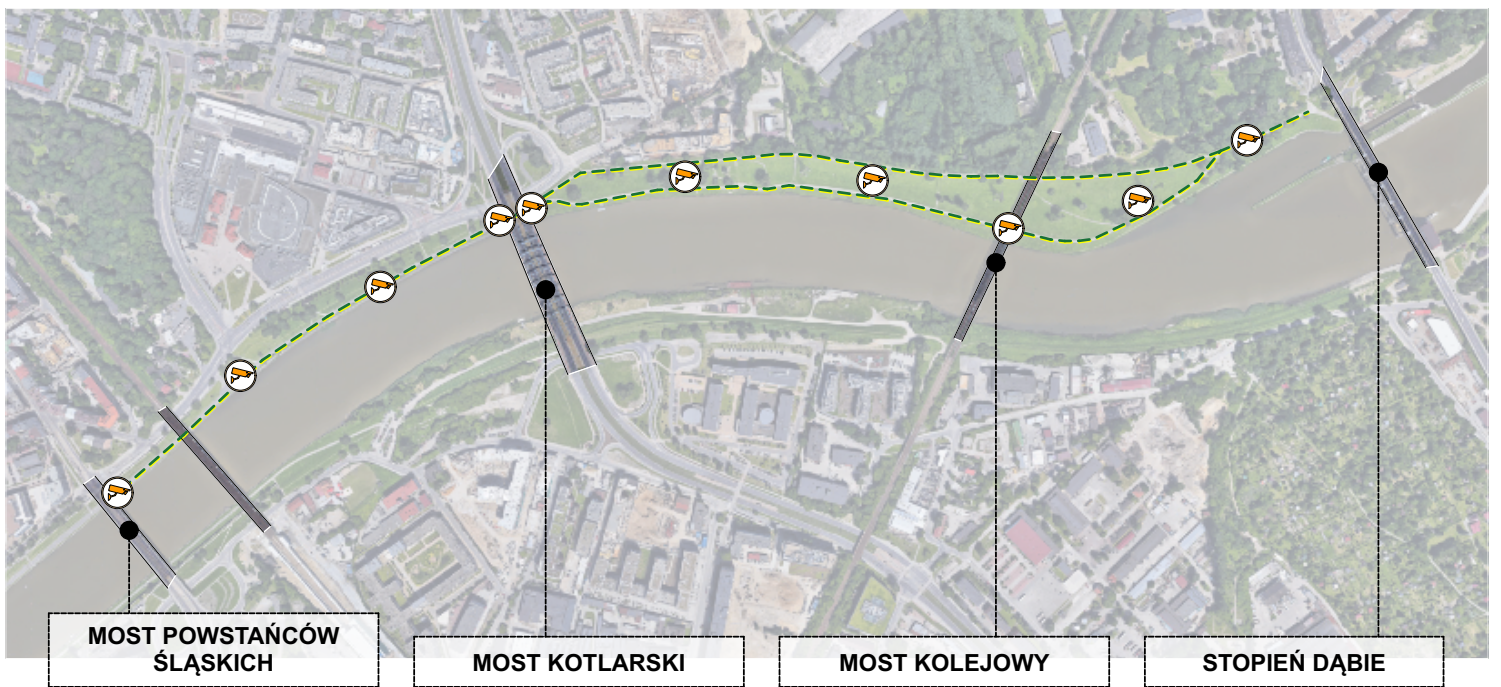 MOST POWSTAŃCÓW
ŚLĄSKICH
MOST KOTLARSKI
MOST KOLEJOWY
STOPIEŃ DĄBIE